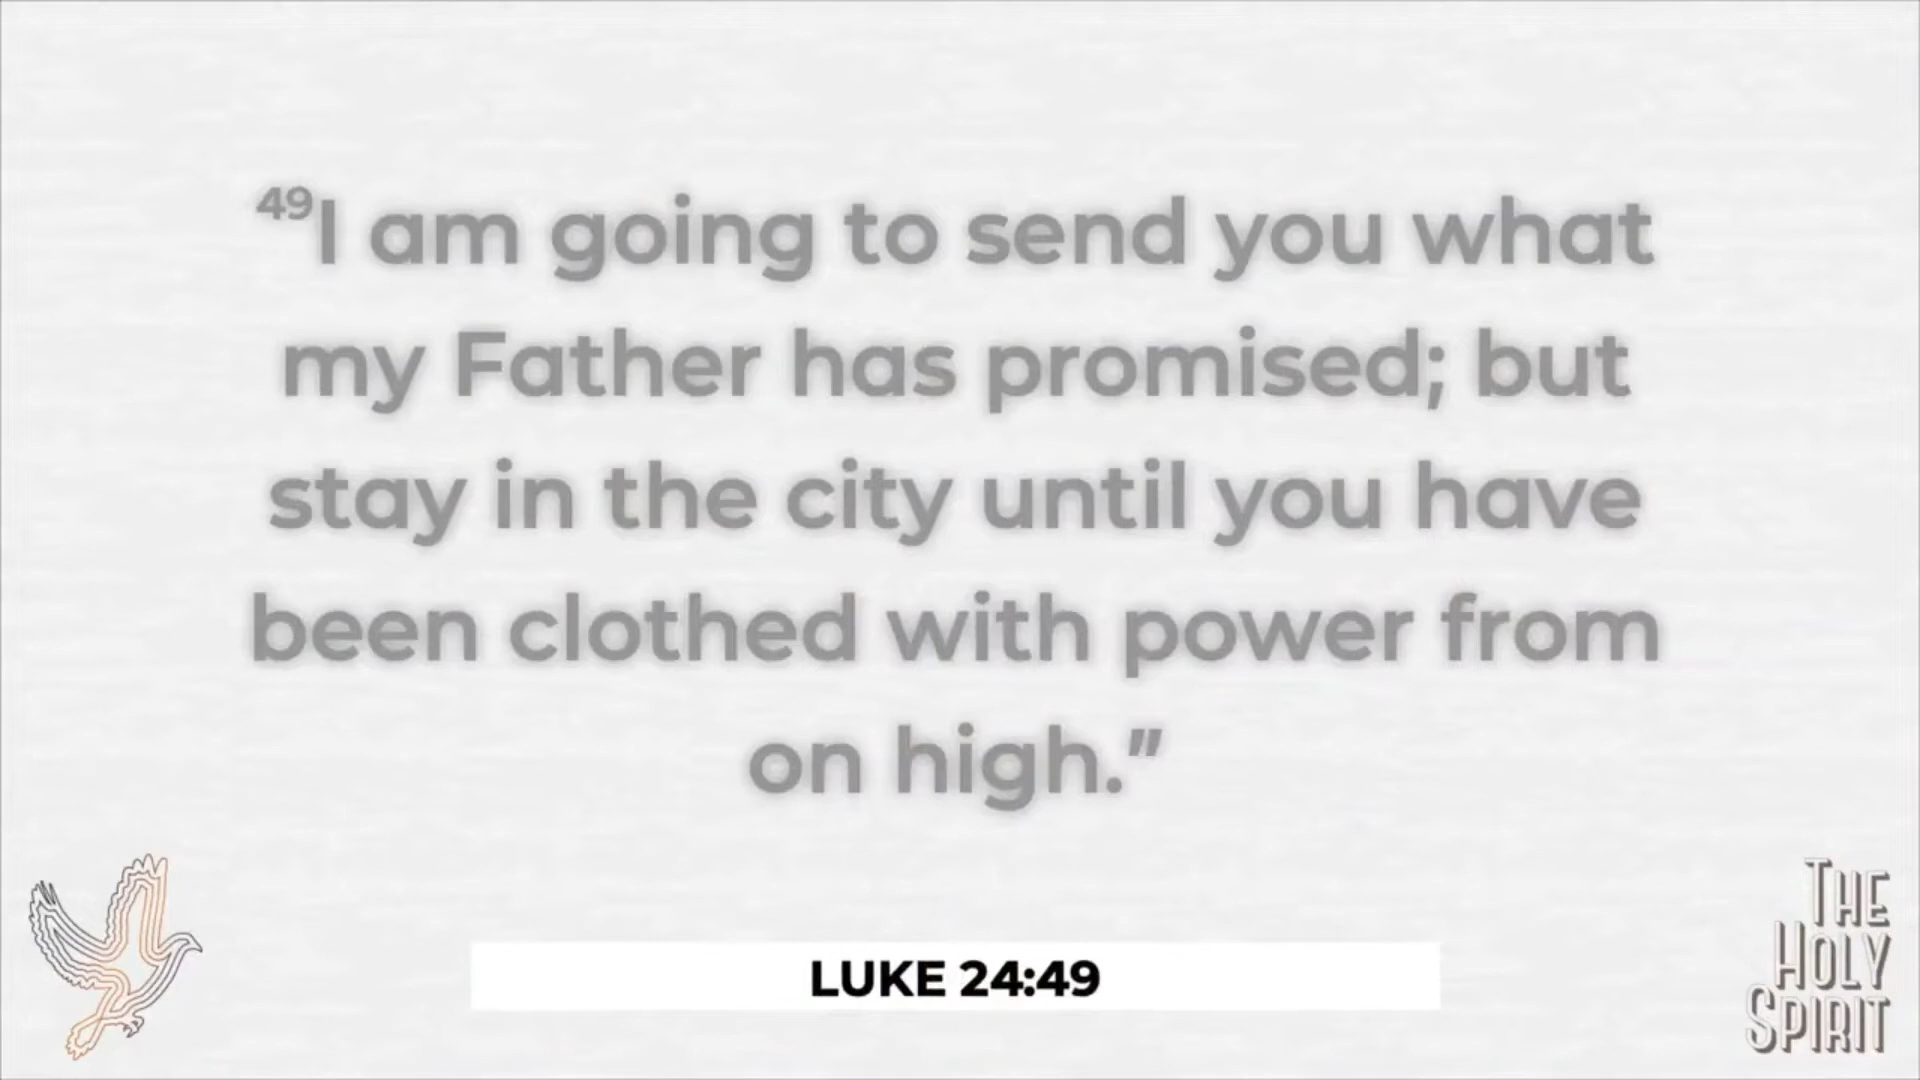 ⁴⁹I am going to send you what
my Father has promised; but
stay in the city until you have
been clothed with power from
on high.”
LUKE 24:49
THE
HOLY
SPIRIT